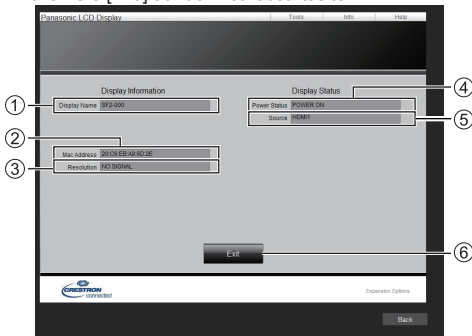 Panasonic LCD Display
Tools Info Help
Display Information
Display Status
① Display Name SF2-000
Power Status POWER ON ④
Source HDMI1 ⑤
② Mac Address
③ Resolution NO SIGNAL
Exit ⑥
CRESTRON
connected
Expansion Options
Back